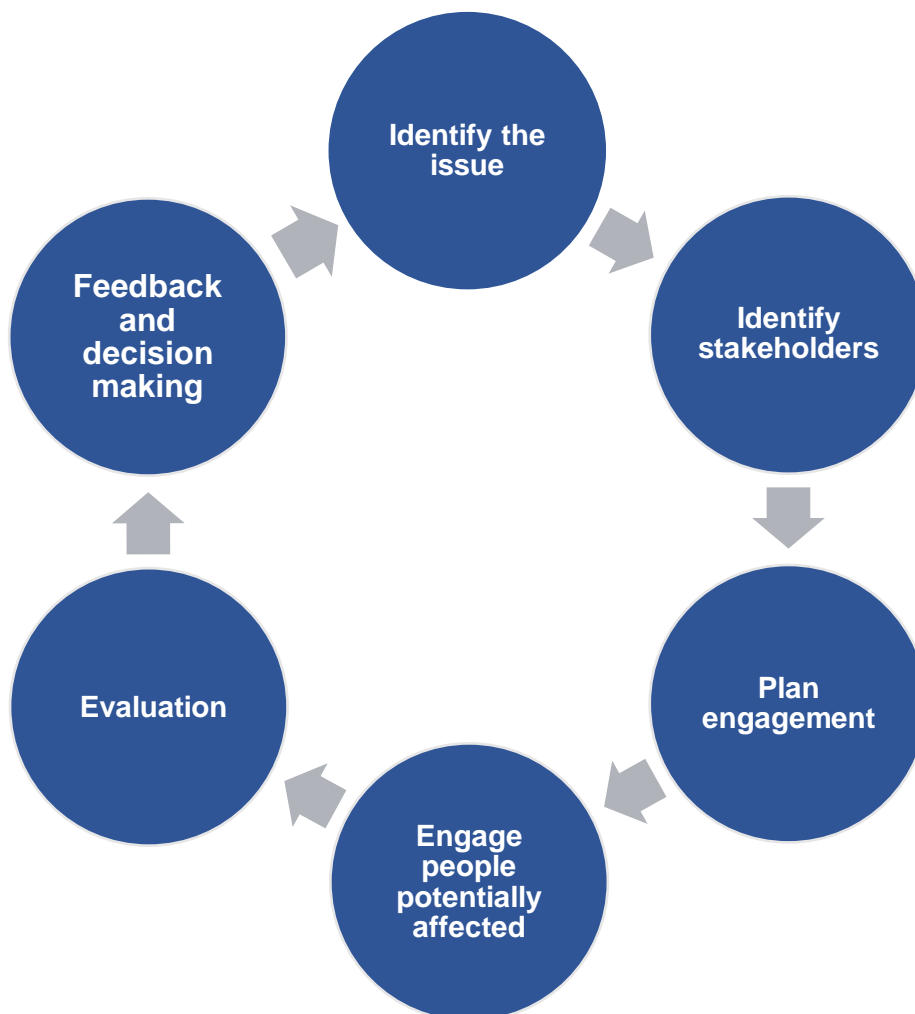 Identify the
issue
Identify
stakeholders
Plan
engagement
Engage
people
potentially
affected
Evaluation
Feedback
and
decision
making